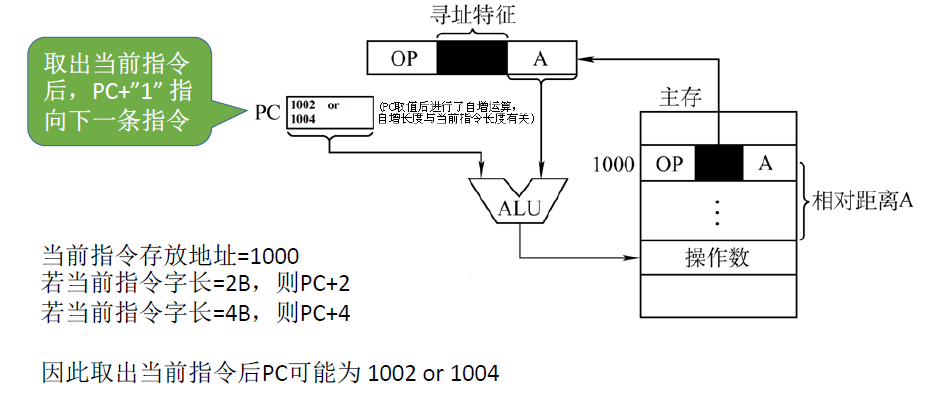 寻址特征
OP
A
取出当前指令
后，PC+”1” 指
向下一条指令
PC
1002 or
1004
(PC取值后进行了自增运算，
自增长度与当前指令长度有关)
主存
1000
OP
A
⋮
相对距离A
ALU
操作数
当前指令存放地址=1000
若当前指令字长=2B，则PC+2
若当前指令字长=4B，则PC+4
因此取出当前指令后PC可能为 1002 or 1004